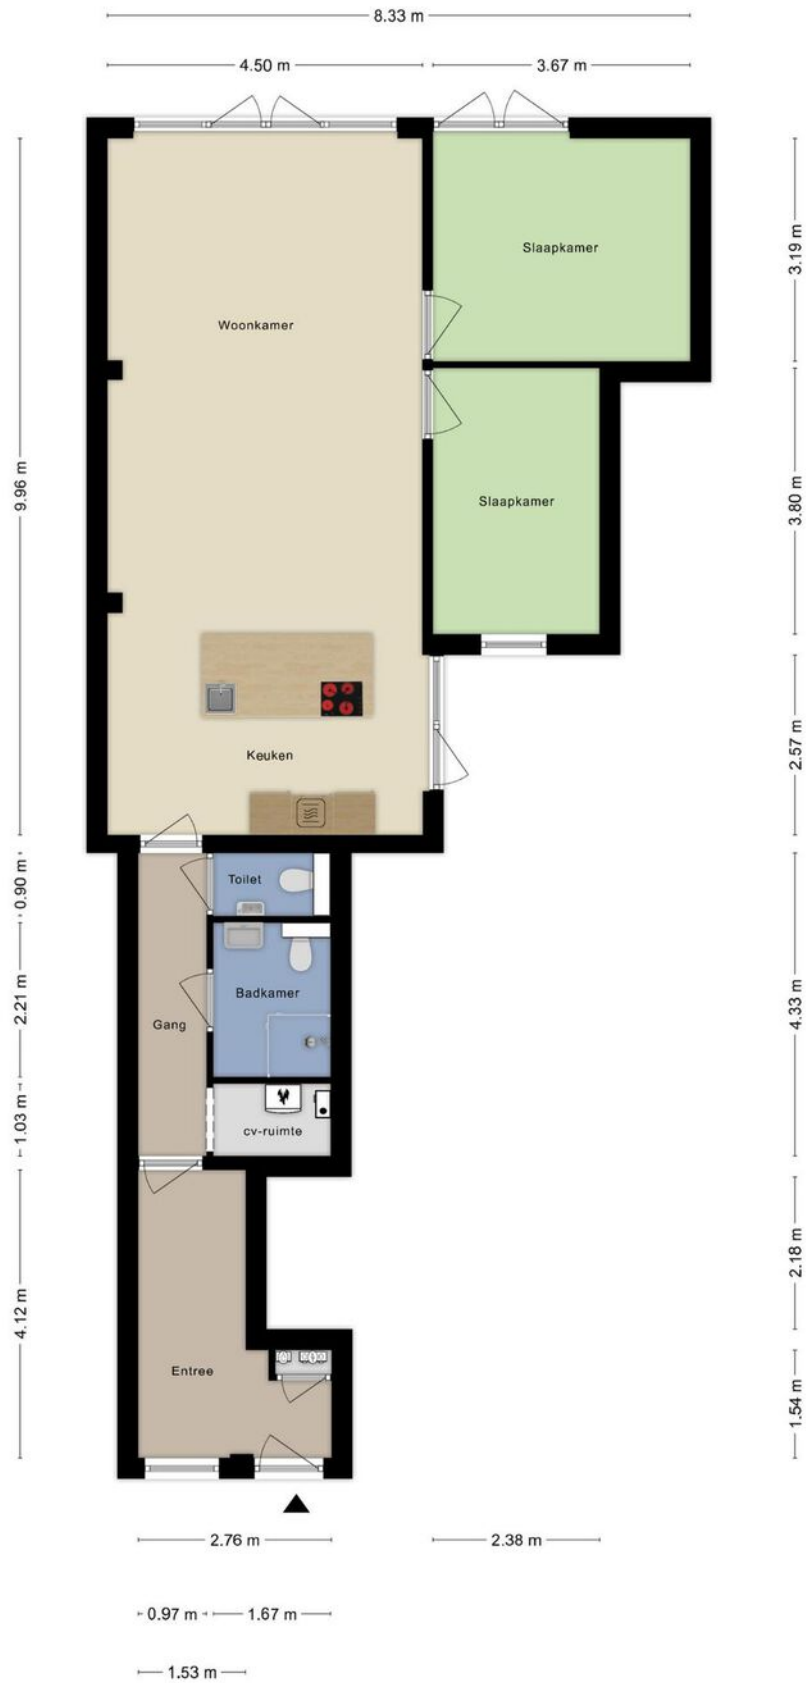 8.33 m
4.50 m
3.67 m
Slaapkamer
3.19 m
Woonkamer
9.96 m
Slaapkamer
3.80 m
Keuken
2.57 m
Toilet
0.90 m
Badkamer
2.21 m
Gang
4.33 m
cv-ruimte
1.03 m
2.18 m
4.12 m
Entree
1.54 m
2.76 m
2.38 m
0.97 m
1.67 m
1.53 m